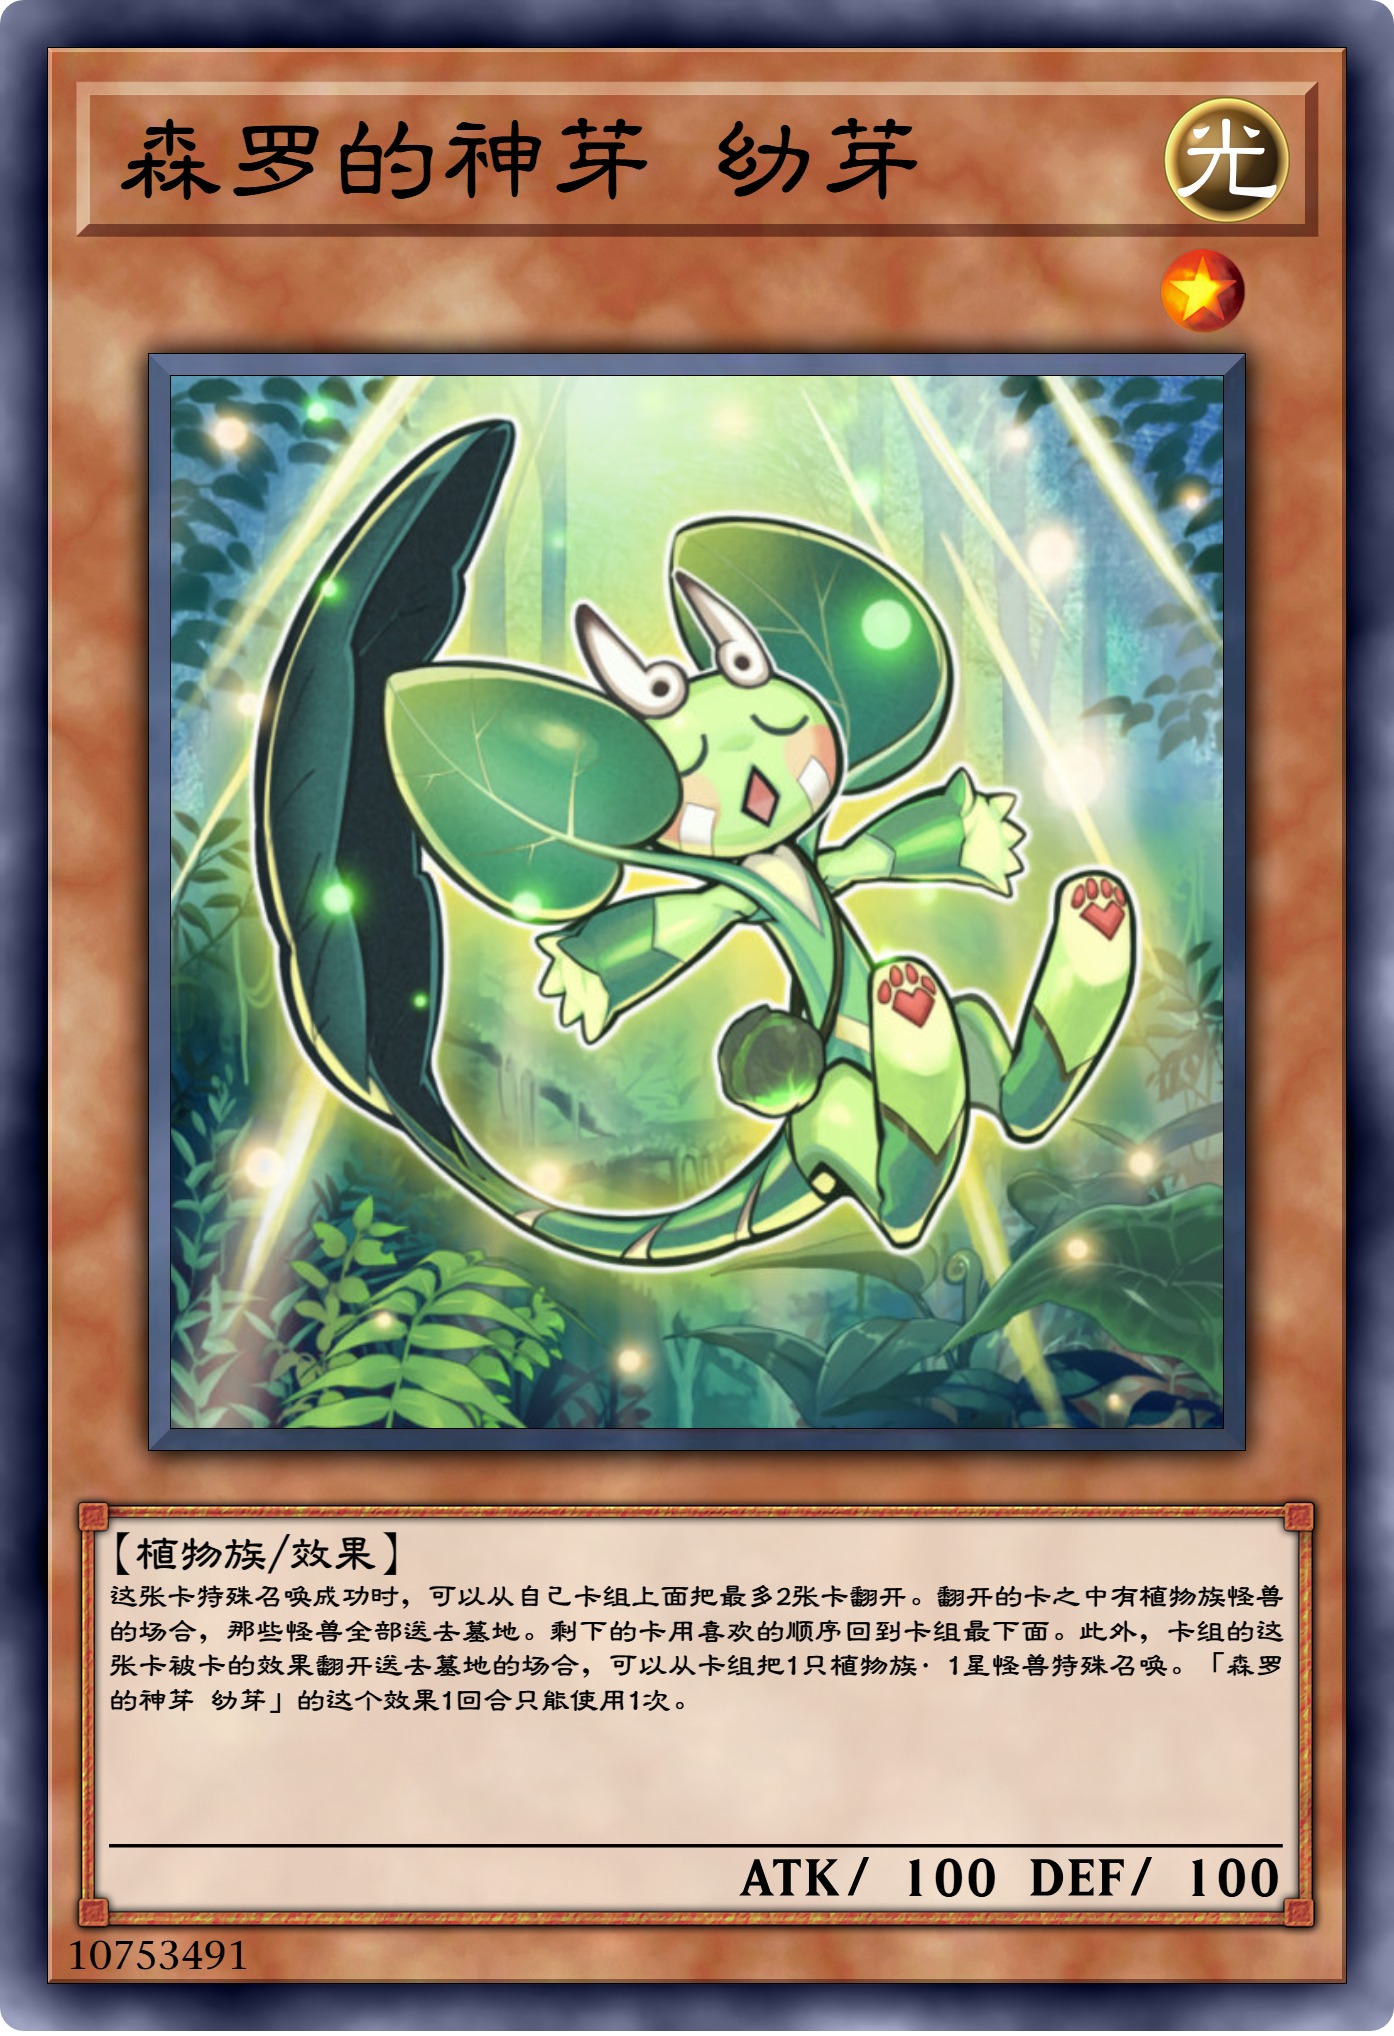 森罗的神芽 幼芽
光
【植物族/效果】
这张卡特殊召唤成功时，可以从自己卡组上面把最多2张卡翻开。翻开的卡之中有植物族怪兽
的场合，那些怪兽全部送去墓地。剩下的卡用喜欢的顺序回到卡组最下面。此外，卡组的这
张卡被卡的效果翻开送去墓地的场合，可以从卡组把1只植物族·1星怪兽特殊召唤。「森罗
的神芽 幼芽」的这个效果1回合只能使用1次。
ATK/ 100 DEF/ 100
10753491